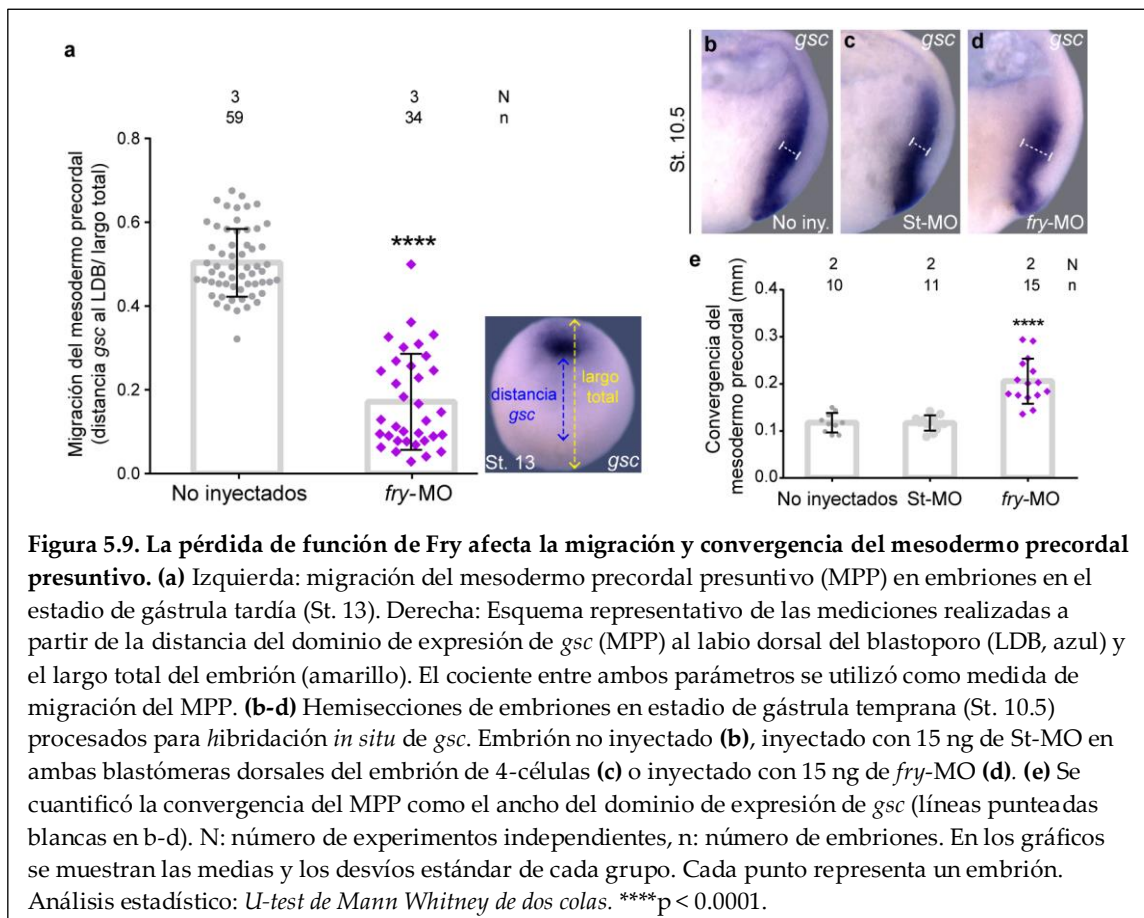 a
3 3 N
59 34 n
Migración del mesodermo precordal
(distancia gsc al LDB/ largo total)
0.8
0.6
0.4
0.2
0.0
****
No inyectados fry-MO
distancia
gsc
largo
total
St. 13 gsc
St. 10.5
b gsc c gsc d gsc
No iny. St-MO fry-MO
e
2 2 2 N
10 11 15 n
Convergencia del
mesodermo precordal (mm)
0.4
0.3
0.2
0.1
0.0
****
No inyectados St-MO fry-MO
Figura 5.9. La pérdida de función de Fry afecta la migración y convergencia del mesodermo precordal
presuntivo. (a) Izquierda: migración del mesodermo precordal presuntivo (MPP) en embriones en el
estadio de gástrula tardía (St. 13). Derecha: Esquema representativo de las mediciones realizadas a
partir de la distancia del dominio de expresión de gsc (MPP) al labio dorsal del blastoporo (LDB, azul) y
el largo total del embrión (amarillo). El cociente entre ambos parámetros se utilizó como medida de
migración del MPP. (b-d) Hemisecciones de embriones en estadio de gástrula temprana (St. 10.5)
procesados para hibridación in situ de gsc. Embrión no inyectado (b), inyectado con 15 ng de St-MO en
ambas blastómeras dorsales del embrión de 4-células (c) o inyectado con 15 ng de fry-MO (d). (e) Se
cuantificó la convergencia del MPP como el ancho del dominio de expresión de gsc (líneas punteadas
blancas en b-d). N: número de experimentos independientes, n: número de embriones. En los gráficos
se muestran las medias y los desvíos estándar de cada grupo. Cada punto representa un embrión.
Análisis estadístico: U-test de Mann Whitney de dos colas. ****p < 0.0001.